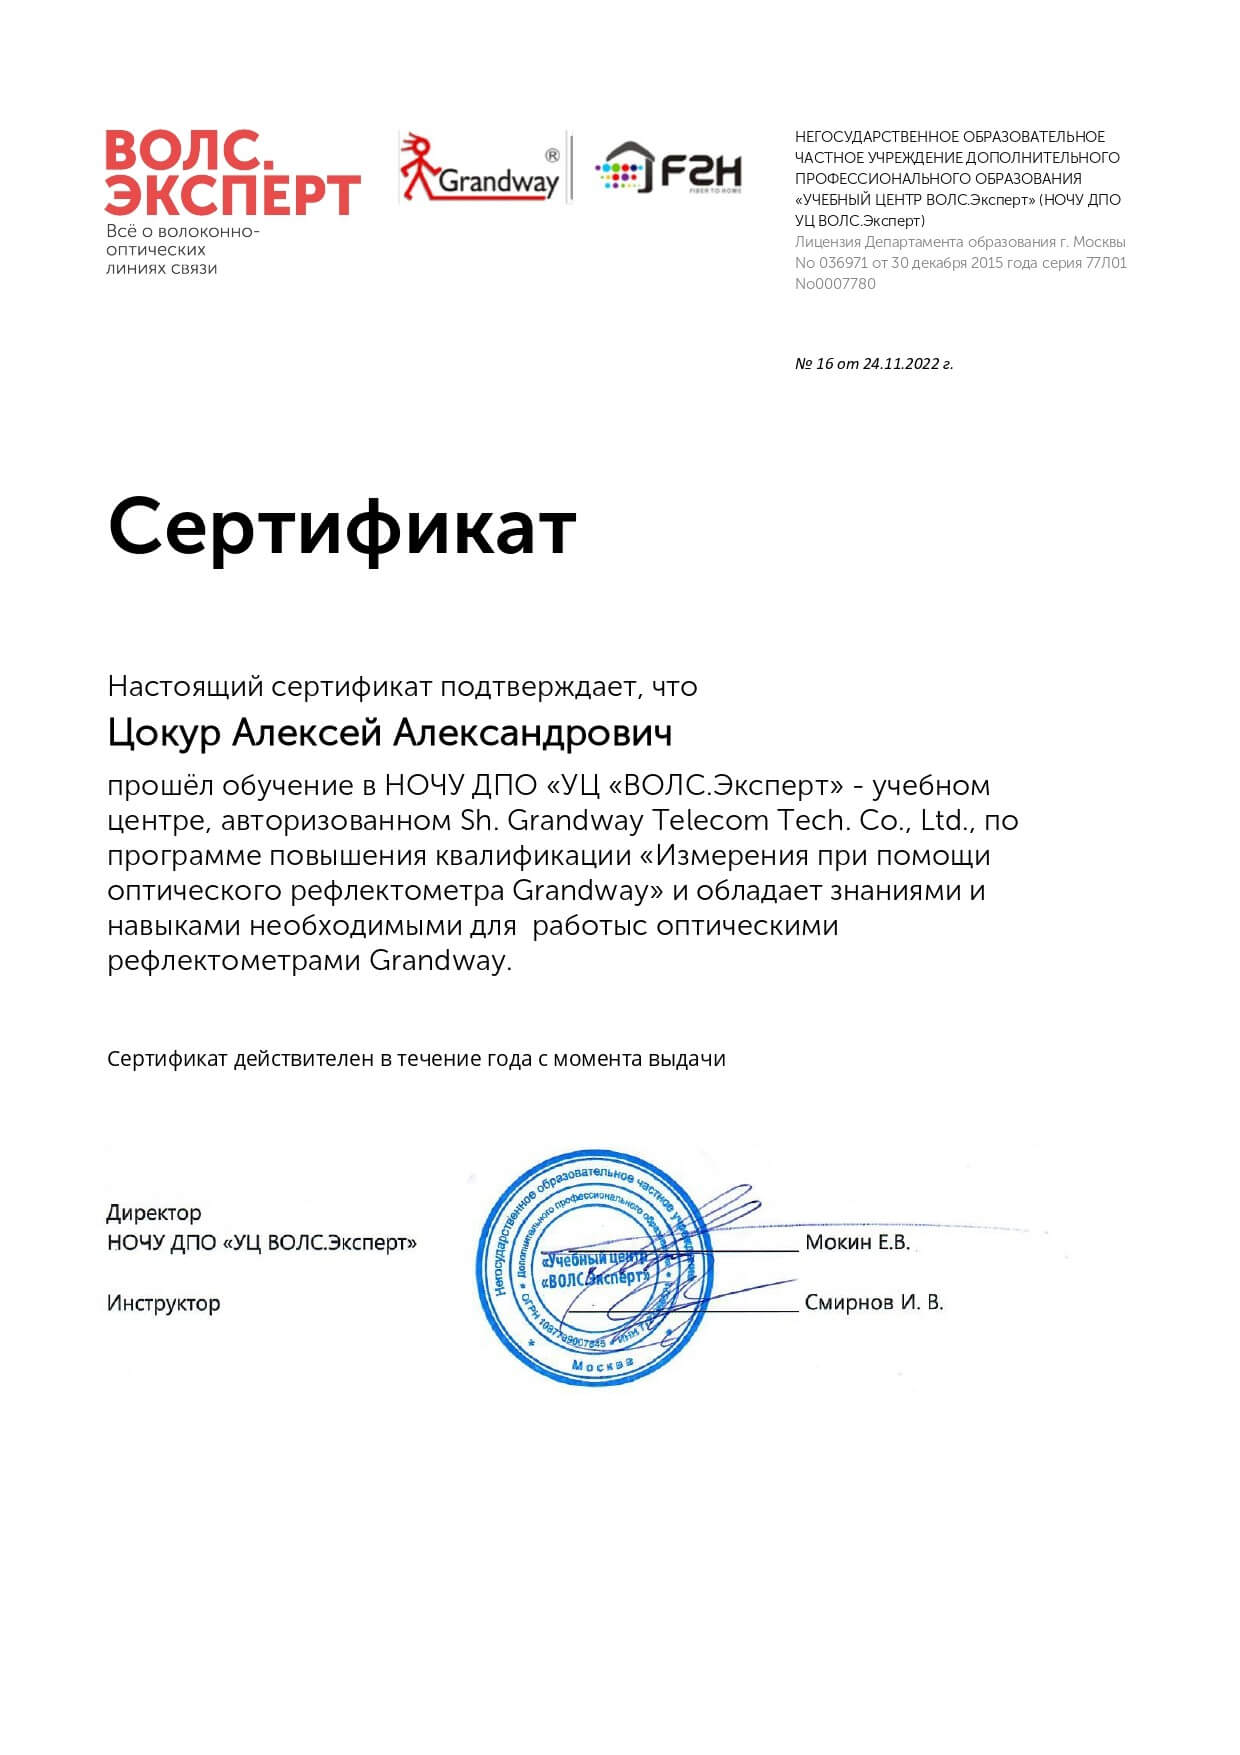 ВОЛС.
ЭКСПЕРТ
Всё о волоконно-
оптических
линиях связи
Grandway®
F2H
FIBER TO HOME
НЕГОСУДАРСТВЕННОЕ ОБРАЗОВАТЕЛЬНОЕ
ЧАСТНОЕ УЧРЕЖДЕНИЕ ДОПОЛНИТЕЛЬНОГО
ПРОФЕССИОНАЛЬНОГО ОБРАЗОВАНИЯ
«УЧЕБНЫЙ ЦЕНТР ВОЛС.Эксперт» (НОЧУ ДПО
УЦ ВОЛС.Эксперт)
Лицензия Департамента образования г. Москвы
No 036971 от 30 декабря 2015 года серия 77Л01
No0007780
№ 16 от 24.11.2022 г.
Сертификат
Настоящий сертификат подтверждает, что
Цокур Алексей Александрович
прошёл обучение в НОЧУ ДПО «УЦ «ВОЛС.Эксперт» - учебном
центре, авторизованном Sh. Grandway Telecom Tech. Co., Ltd., по
программе повышения квалификации «Измерения при помощи
оптического рефлектометра Grandway» и обладает знаниями и
навыками необходимыми для  работыс оптическими
рефлектометрами Grandway.
Сертификат действителен в течение года с момента выдачи
Директор
НОЧУ ДПО «УЦ ВОЛС.Эксперт»
Мокин Е.В.
Инструктор
Смирнов И. В.
Негосударственное образовательное частное учреждение
Дополнительного профессионального образования
«Учебный центр
«ВОЛС.Эксперт»
ОГРН
ИНН
Москва